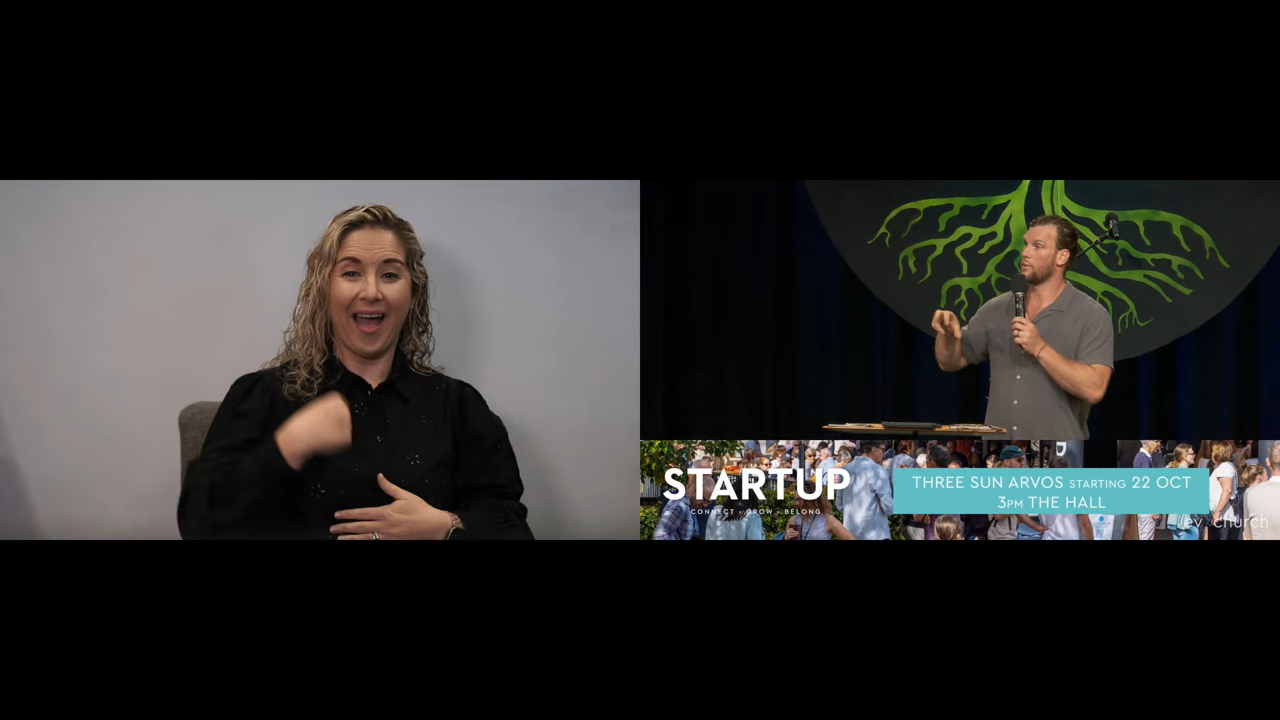 STARTUP
CONNECT - GROW - BELONG
THREE SUN ARVOS STARTING 22 OCT
3PM THE HALL
ev church